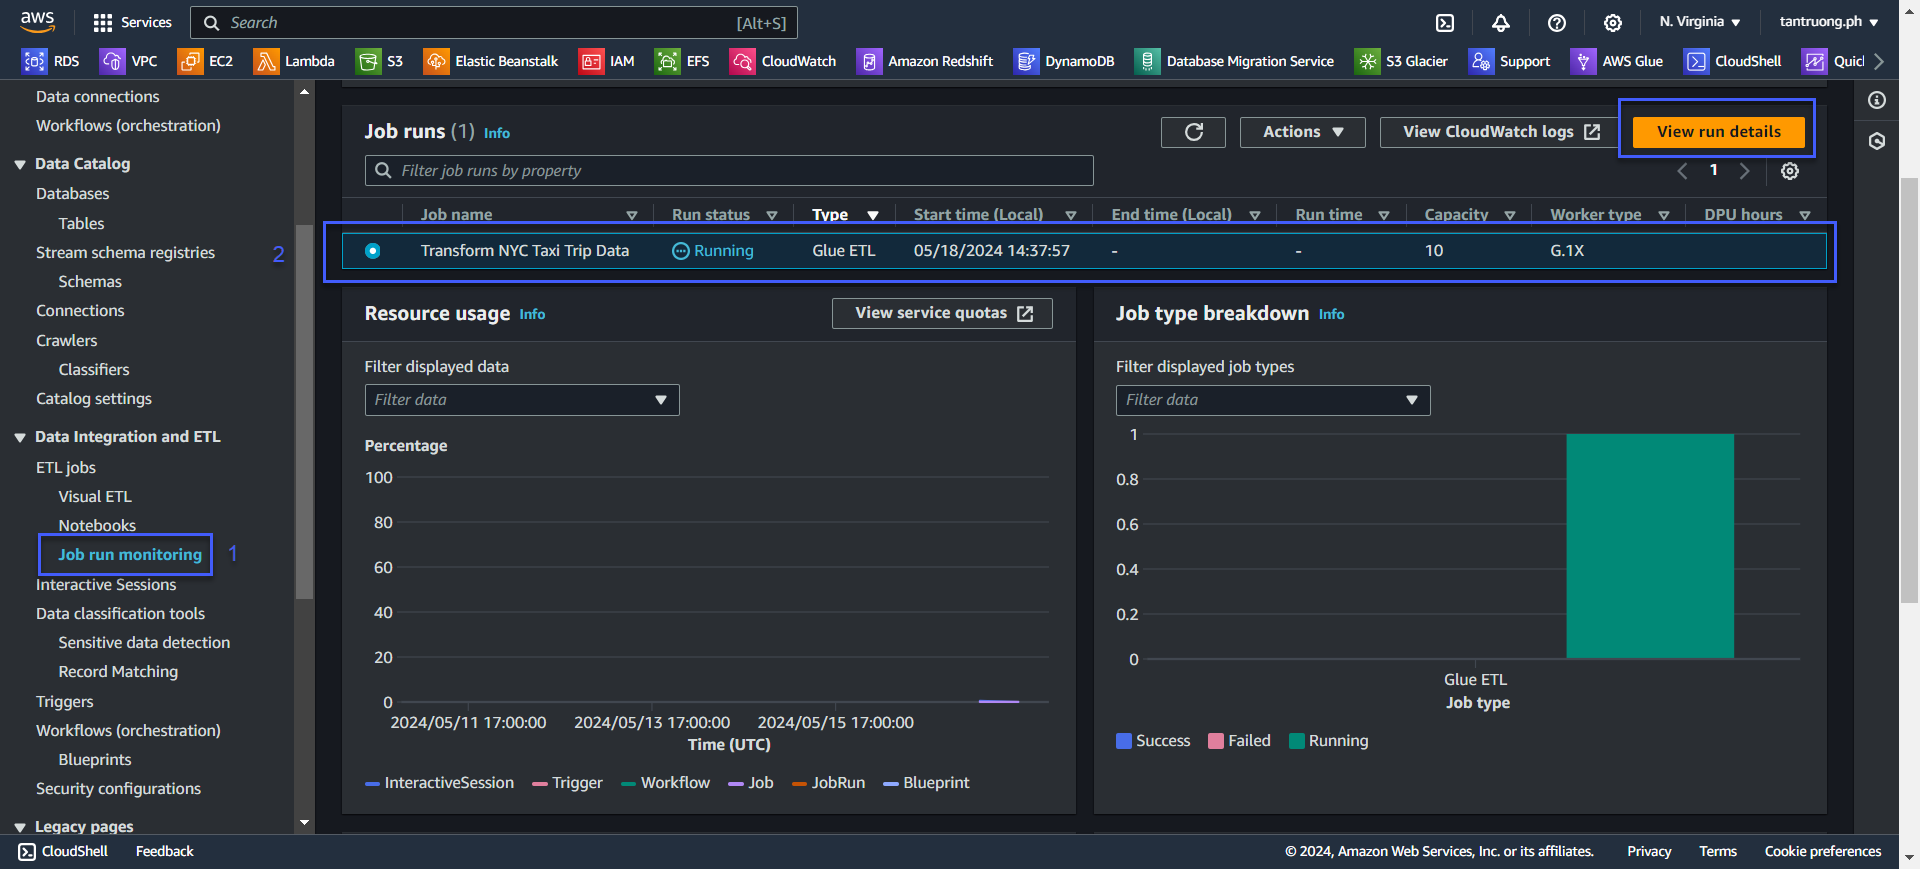 aws Services Search [Alt+S] N. Virginia tantruong.ph
RDS VPC EC2 Lambda S3 Elastic Beanstalk IAM EFS CloudWatch Amazon Redshift DynamoDB Database Migration Service S3 Glacier Support AWS Glue CloudShell Quic
Data connections
Workflows (orchestration)
Data Catalog
Databases
Tables
Stream schema registries 2
Schemas
Connections
Crawlers
Classifiers
Catalog settings
Data Integration and ETL
ETL jobs
Visual ETL
Notebooks
Job run monitoring 1
Interactive Sessions
Data classification tools
Sensitive data detection
Record Matching
Triggers
Workflows (orchestration)
Blueprints
Security configurations
Legacy pages
Job runs (1) Info Actions View CloudWatch logs View run details
Filter job runs by property 1
Job name Run status Type Start time (Local) End time (Local) Run time Capacity Worker type DPU hours
Transform NYC Taxi Trip Data Running Glue ETL 05/18/2024 14:37:57 - - 10 G.1X
Resource usage Info View service quotas
Filter displayed data
Filter data
Percentage
100
80
60
40
20
0
2024/05/11 17:00:00 2024/05/13 17:00:00 2024/05/15 17:00:00
Time (UTC)
InteractiveSession Trigger Workflow Job JobRun Blueprint
Job type breakdown Info
Filter displayed job types
Filter data
1
0.8
0.6
0.4
0.2
0
Glue ETL
Job type
Success Failed Running
CloudShell Feedback © 2024, Amazon Web Services, Inc. or its affiliates. Privacy Terms Cookie preferences